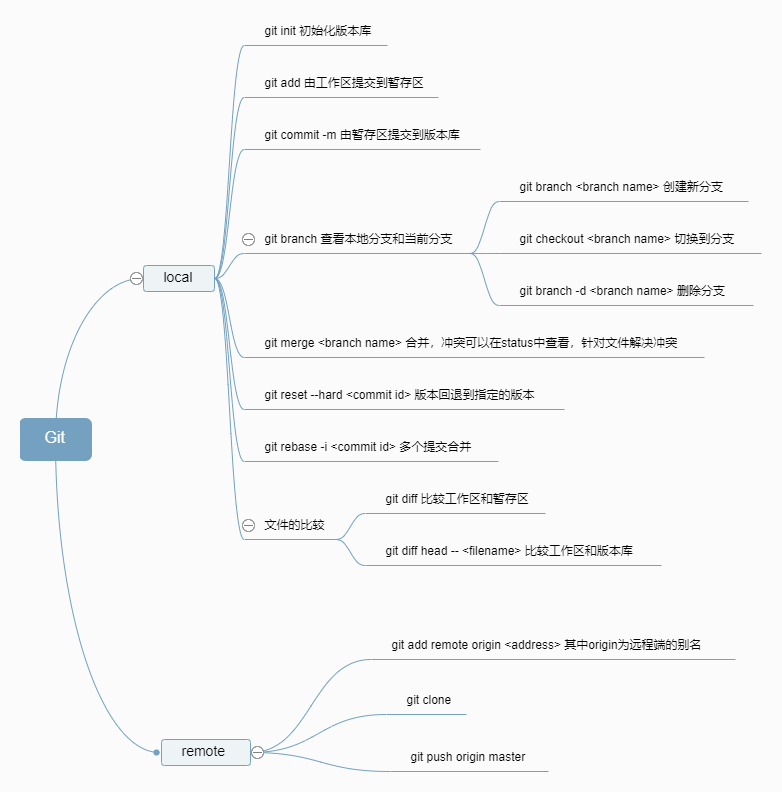 git init 初始化版本库
git add 由工作区提交到暂存区
git commit -m 由暂存区提交到版本库
git branch <branch name> 创建新分支
git branch 查看本地分支和当前分支
git checkout <branch name> 切换到分支
local
git branch -d <branch name> 删除分支
git merge <branch name> 合并，冲突可以在status中查看，针对文件解决冲突
git reset --hard <commit id> 版本回退到指定的版本
Git
git rebase -i <commit id> 多个提交合并
git diff 比较工作区和暂存区
文件的比较
git diff head -- <filename> 比较工作区和版本库
git add remote origin <address> 其中origin为远程端的别名
git clone
remote
git push origin master